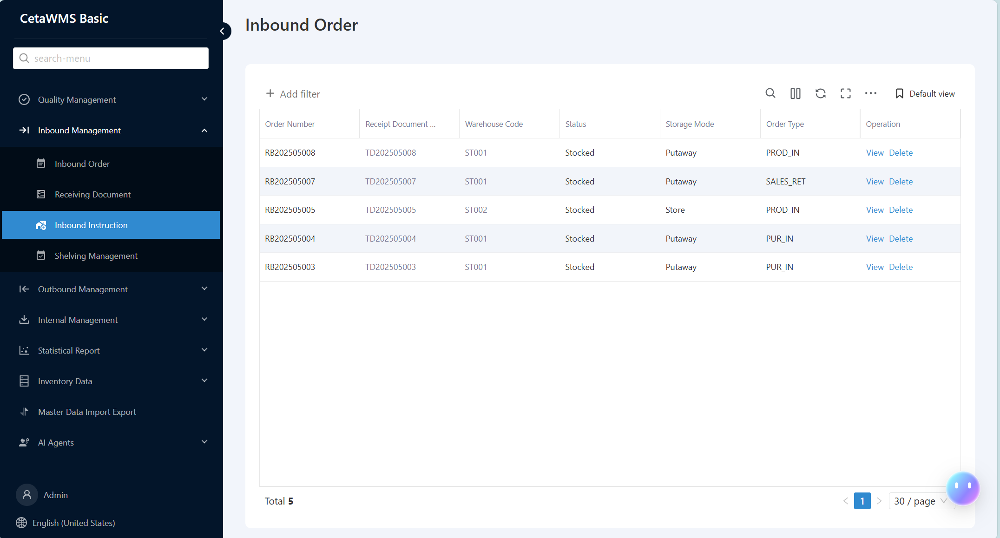 CetaWMS Basic
search-menu
Quality Management
Inbound Management
Inbound Order
Receiving Document
Inbound Instruction
Shelving Management
Outbound Management
Internal Management
Statistical Report
Inventory Data
Master Data Import Export
AI Agents
Admin
English (United States)
Inbound Order
Add filter
Default view
Order Number Receipt Document ... Warehouse Code Status Storage Mode Order Type Operation
RB202505008 TD202505008 ST001 Stocked Putaway PROD_IN View Delete
RB202505007 TD202505007 ST001 Stocked Putaway SALES_RET View Delete
RB202505005 TD202505005 ST002 Stocked Store PROD_IN View Delete
RB202505004 TD202505004 ST001 Stocked Putaway PUR_IN View Delete
RB202505003 TD202505003 ST001 Stocked Putaway PUR_IN View Delete
Total 5
1
30 / page